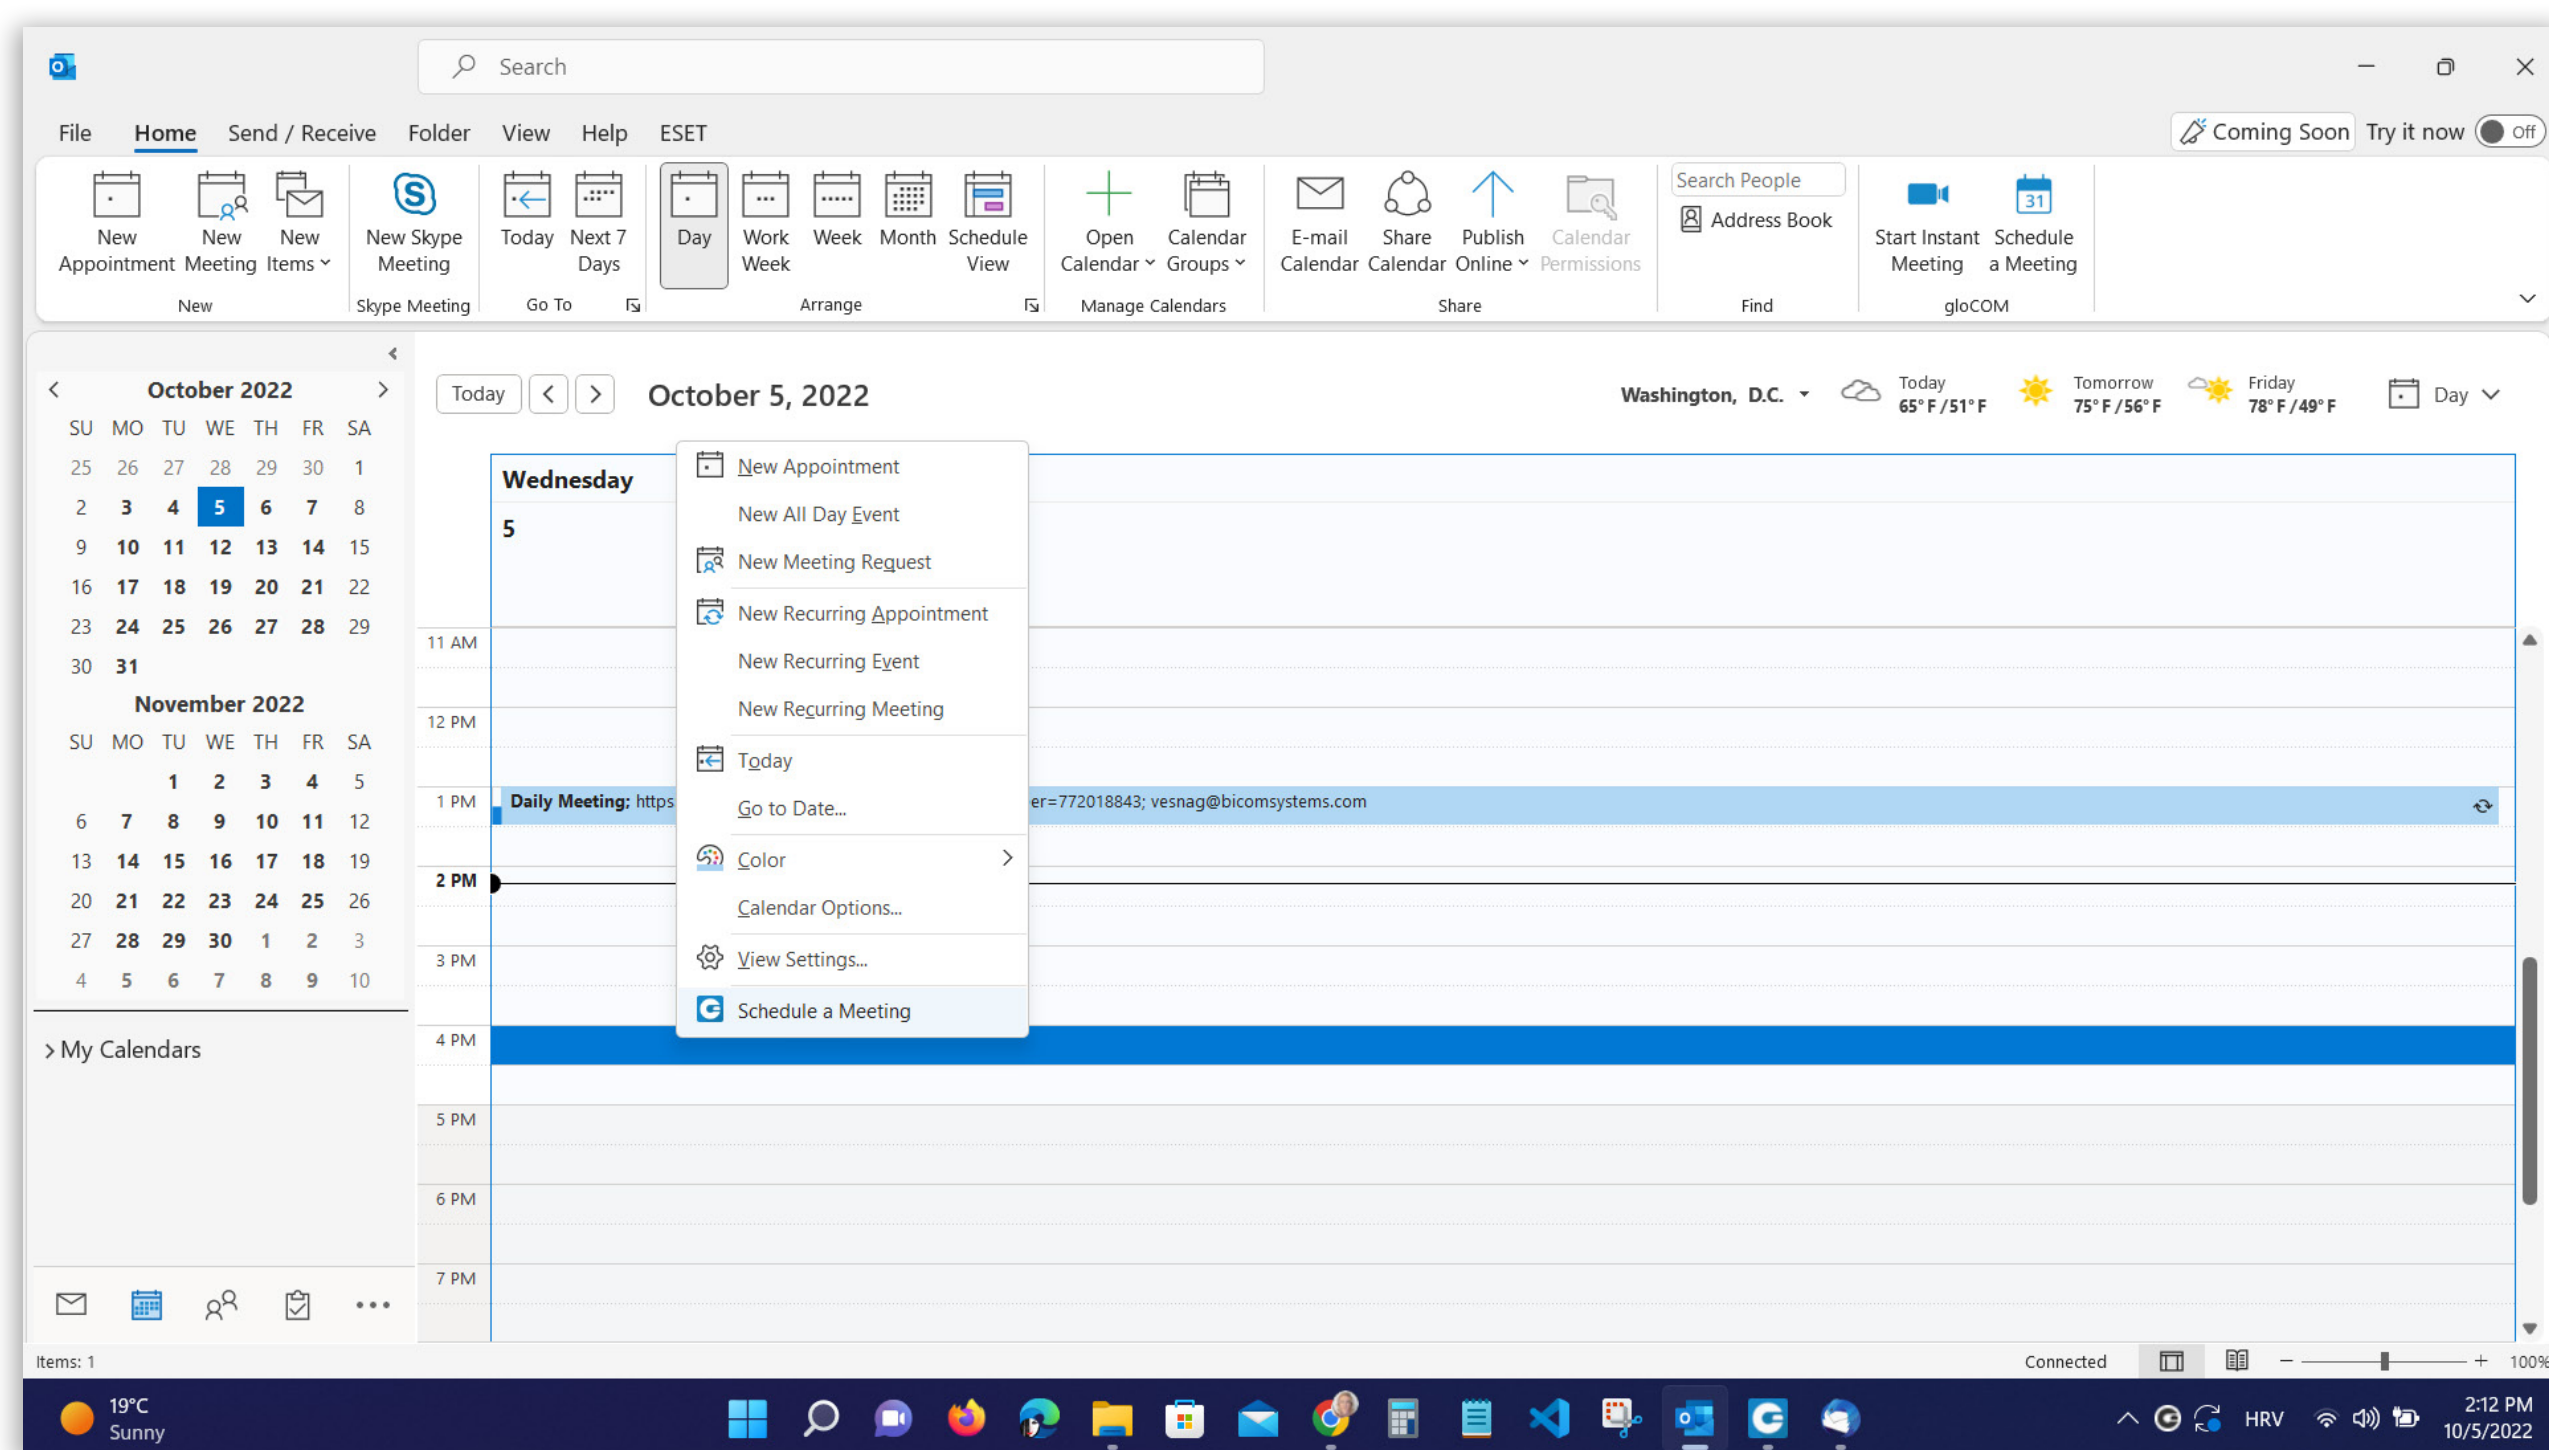 Search
File Home Send / Receive Folder View Help ESET
Coming Soon Try it now Off
New Appointment
New Meeting
New Items
New
New Skype Meeting
Skype Meeting
Today
Next 7 Days
Go To
Day
Work Week
Week
Month
Schedule View
Arrange
Open Calendar
Calendar Groups
Manage Calendars
E-mail Calendar
Share Calendar
Publish Online
Calendar Permissions
Share
Search People
Address Book
Find
Start Instant Meeting
31
Schedule a Meeting
gloCOM
October 2022
SU MO TU WE TH FR SA
25 26 27 28 29 30 1
2 3 4 5 6 7 8
9 10 11 12 13 14 15
16 17 18 19 20 21 22
23 24 25 26 27 28 29
30 31
November 2022
SU MO TU WE TH FR SA
1 2 3 4 5
6 7 8 9 10 11 12
13 14 15 16 17 18 19
20 21 22 23 24 25 26
27 28 29 30 1 2 3
4 5 6 7 8 9 10
My Calendars
Today October 5, 2022
Washington, D.C.
Today
65° F / 51° F
Tomorrow
75° F / 56° F
Friday
78° F / 49° F
Day
Wednesday
5
New Appointment
New All Day Event
New Meeting Request
New Recurring Appointment
New Recurring Event
New Recurring Meeting
Today
Go to Date...
Color
Calendar Options...
View Settings...
Schedule a Meeting
11 AM
12 PM
1 PM
Daily Meeting; https er=772018843; vesnag@bicomsystems.com
2 PM
3 PM
4 PM
5 PM
6 PM
7 PM
Items: 1
Connected
100%
19°C
Sunny
HRV
2:12 PM
10/5/2022